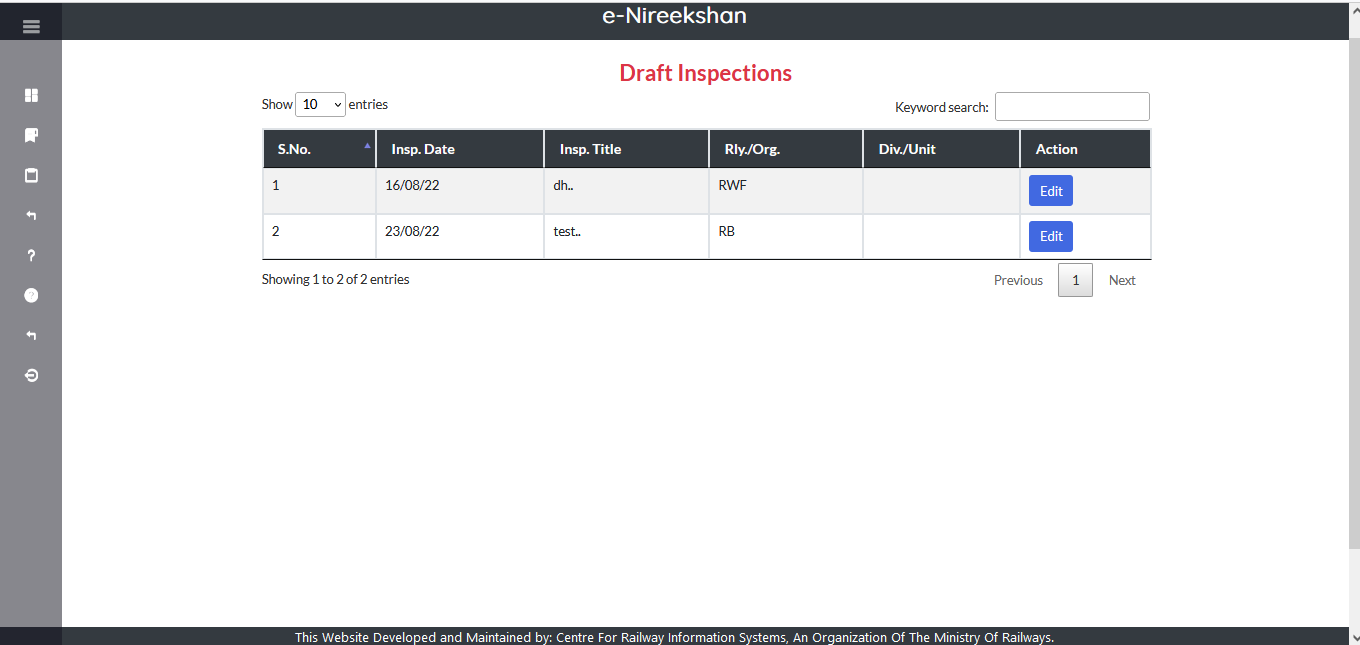 e-Nireekshan
Draft Inspections
Show 10 entries
Keyword search:
S.No. Insp. Date Insp. Title Rly./Org. Div./Unit Action
1 16/08/22 dh.. RWF Edit
2 23/08/22 test.. RB Edit
Showing 1 to 2 of 2 entries
Previous 1 Next
This Website Developed and Maintained by: Centre For Railway Information Systems, An Organization Of The Ministry Of Railways.